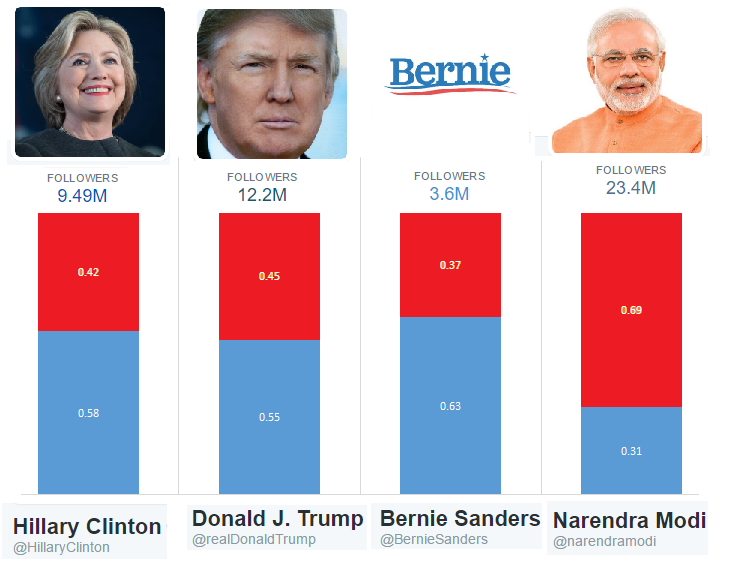 Bernie
FOLLOWERS
9.49M
FOLLOWERS
12.2M
FOLLOWERS
3.6M
FOLLOWERS
23.4M
0.42
0.45
0.37
0.69
0.58
0.55
0.63
0.31
Hillary Clinton
@HillaryClinton
Donald J. Trump
@realDonaldTrump
Bernie Sanders
@BernieSanders
Narendra Modi
@narendramodi